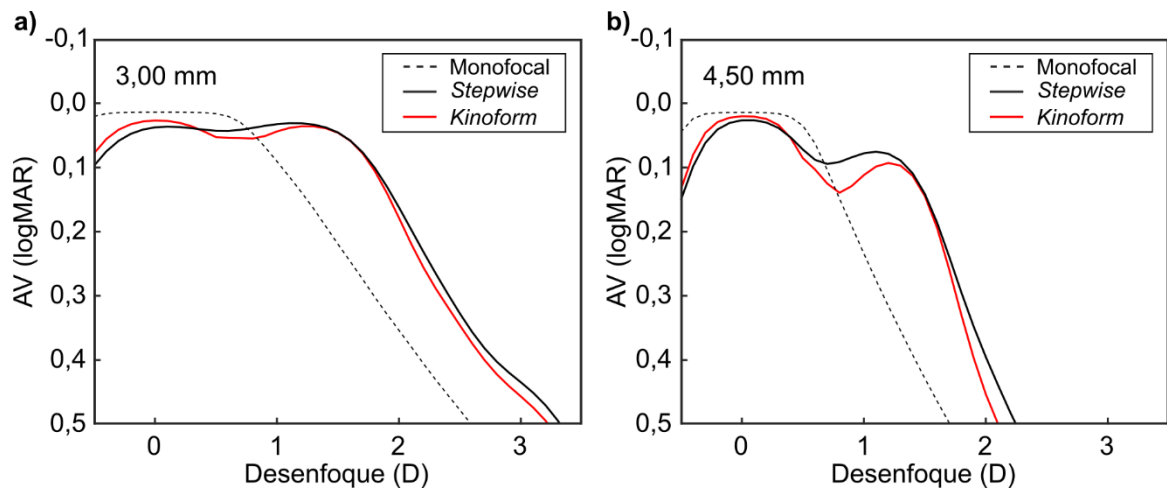 a)
3,00 mm
Monofocal
Stepwise
Kinoform
-0,1
0,0
0,1
0,2
0,3
0,4
0,5
AV (logMAR)
0
1
2
3
Desenfoque (D)
b)
4,50 mm
Monofocal
Stepwise
Kinoform
-0,1
0,0
0,1
0,2
0,3
0,4
0,5
AV (logMAR)
0
1
2
3
Desenfoque (D)